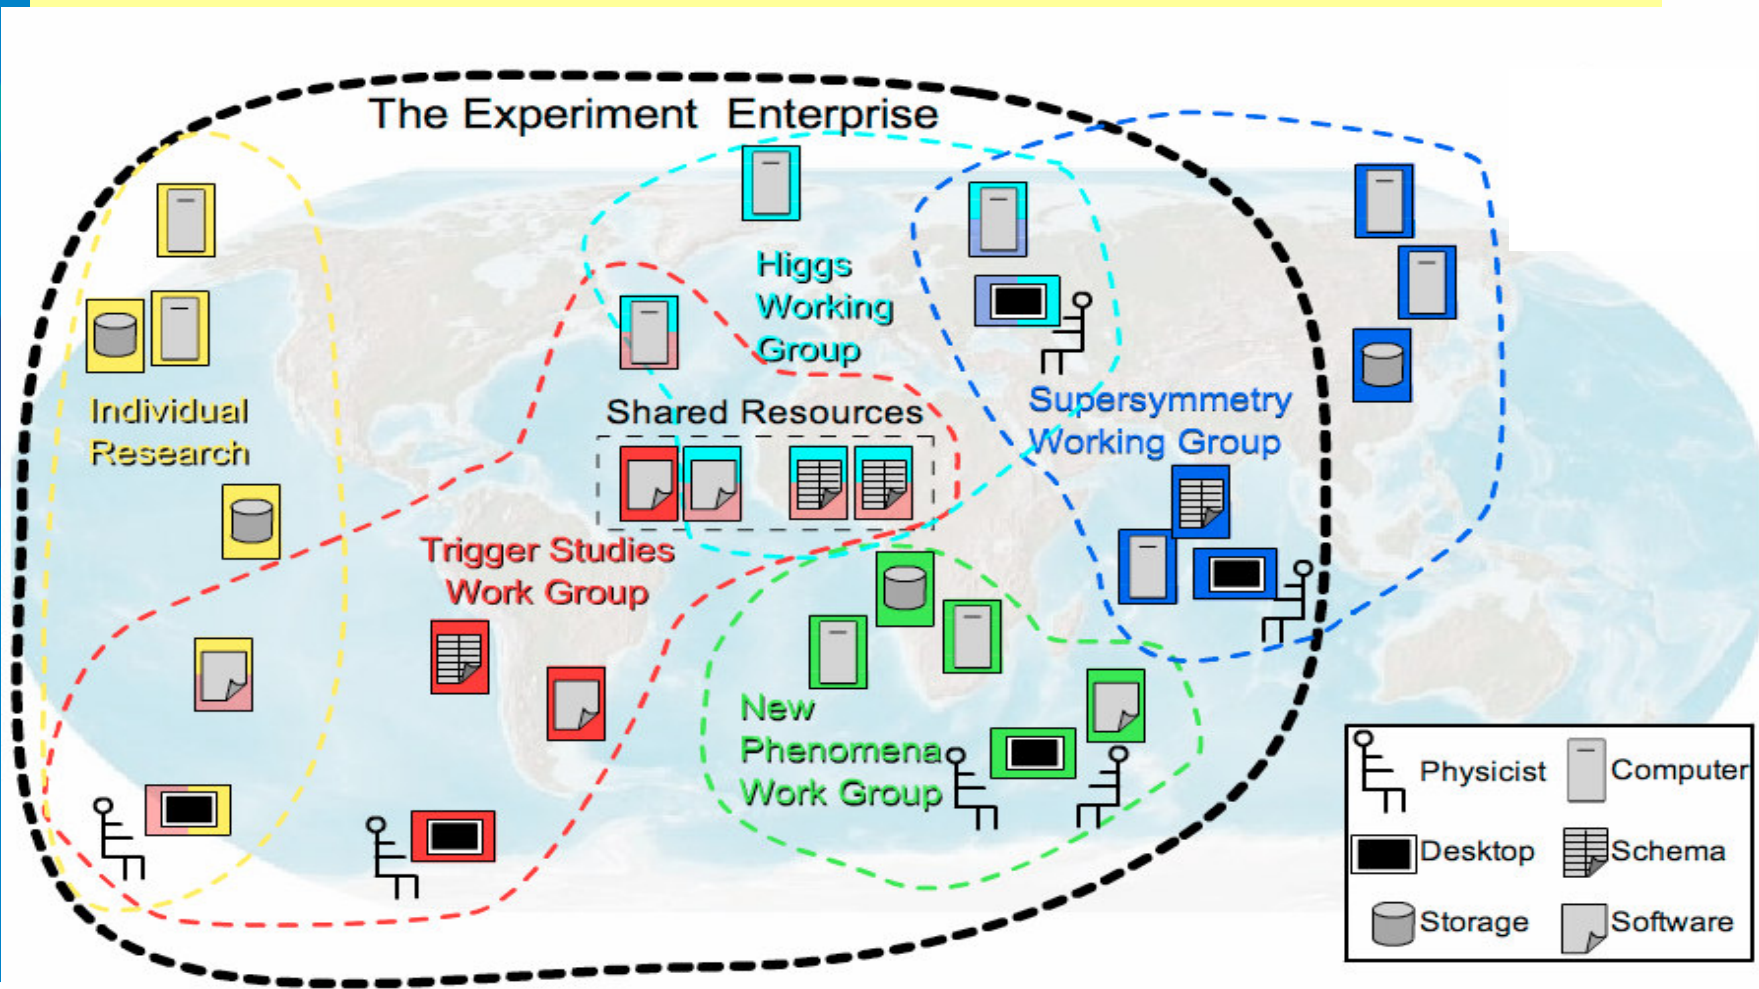 The Experiment Enterprise
Higgs
Working
Group
Individual
Research
Shared Resources
Supersymmetry
Working Group
Trigger Studies
Work Group
New
Phenomena
Work Group
Physicist
Computer
Desktop
Schema
Storage
Software